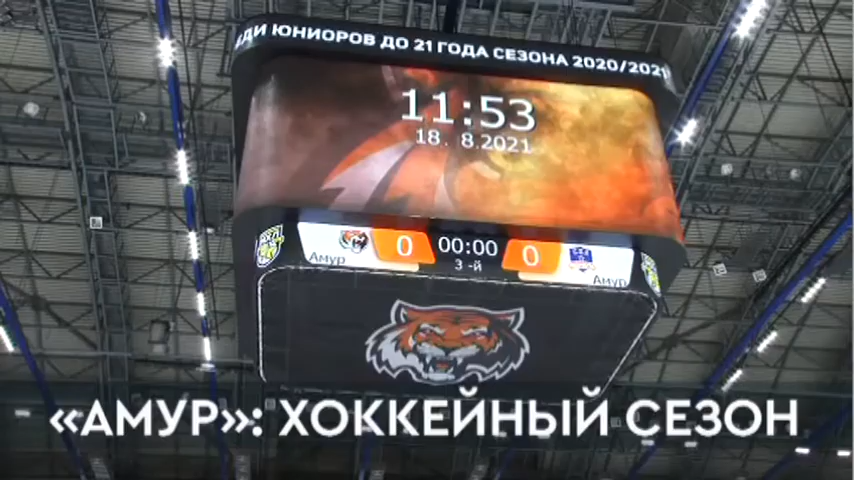 ДИ ЮНИОРОВ ДО 21 ГОДА СЕЗОНА 2020/2021
11:53
18. 8.2021
0 00:00 0
Амур 3-й Амур
«АМУР»: ХОККЕЙНЫЙ СЕЗОН